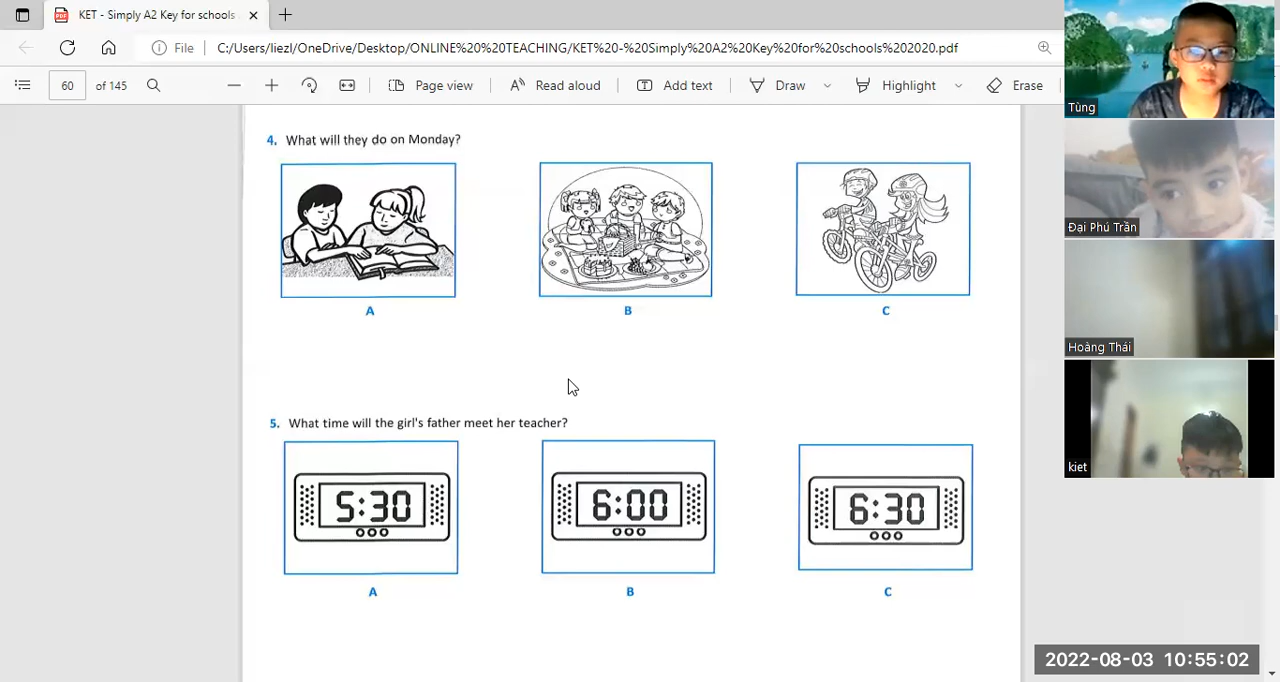 KET - Simply A2 Key for schools
File
C:/Users/liezl/OneDrive/Desktop/ONLINE%20%20TEACHING/KET%20-%20Simply%20A2%20Key%20for%20schools%202020.pdf
60 of 145
Page view
Read aloud
Add text
Draw
Highlight
Erase
4. What will they do on Monday?
A
B
C
5. What time will the girl's father meet her teacher?
5:30
6:00
6:30
A
B
C
Tùng
Đại Phú Trần
Hoàng Thái
kiet
2022-08-03 10:55:02